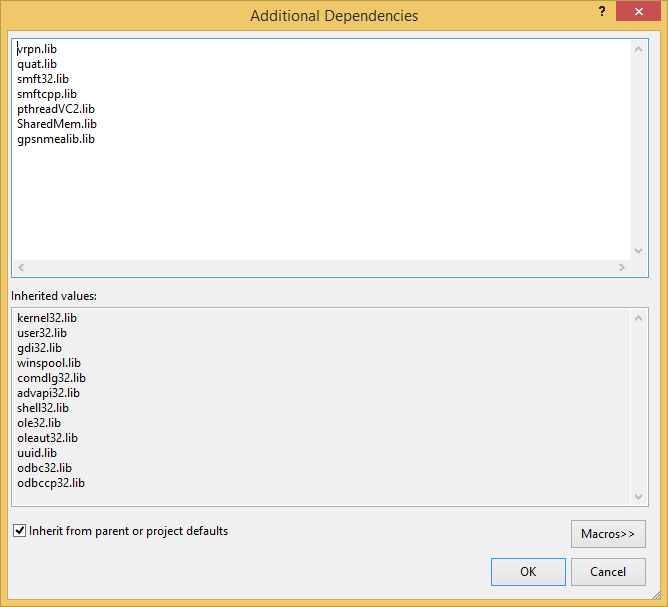 Additional Dependencies
?
vrpn.lib
quat.lib
smft32.lib
smftcpp.lib
pthreadVC2.lib
SharedMem.lib
gpsnmealib.lib
Inherited values:
kernel32.lib
user32.lib
gdi32.lib
winspool.lib
comdlg32.lib
advapi32.lib
shell32.lib
ole32.lib
oleaut32.lib
uuid.lib
odbc32.lib
odbccp32.lib
Inherit from parent or project defaults
Macros>>
OK
Cancel